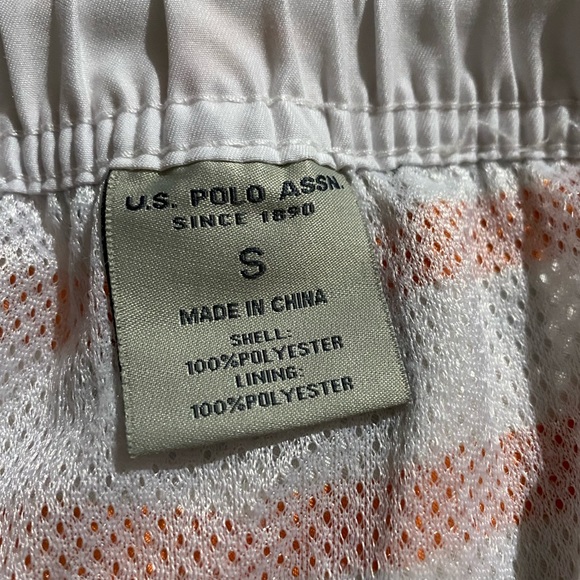 U.S. POLO ASSN.
SINCE 1890
S
MADE IN CHINA
SHELL:
100%POLYESTER
LINING:
100%POLYESTER